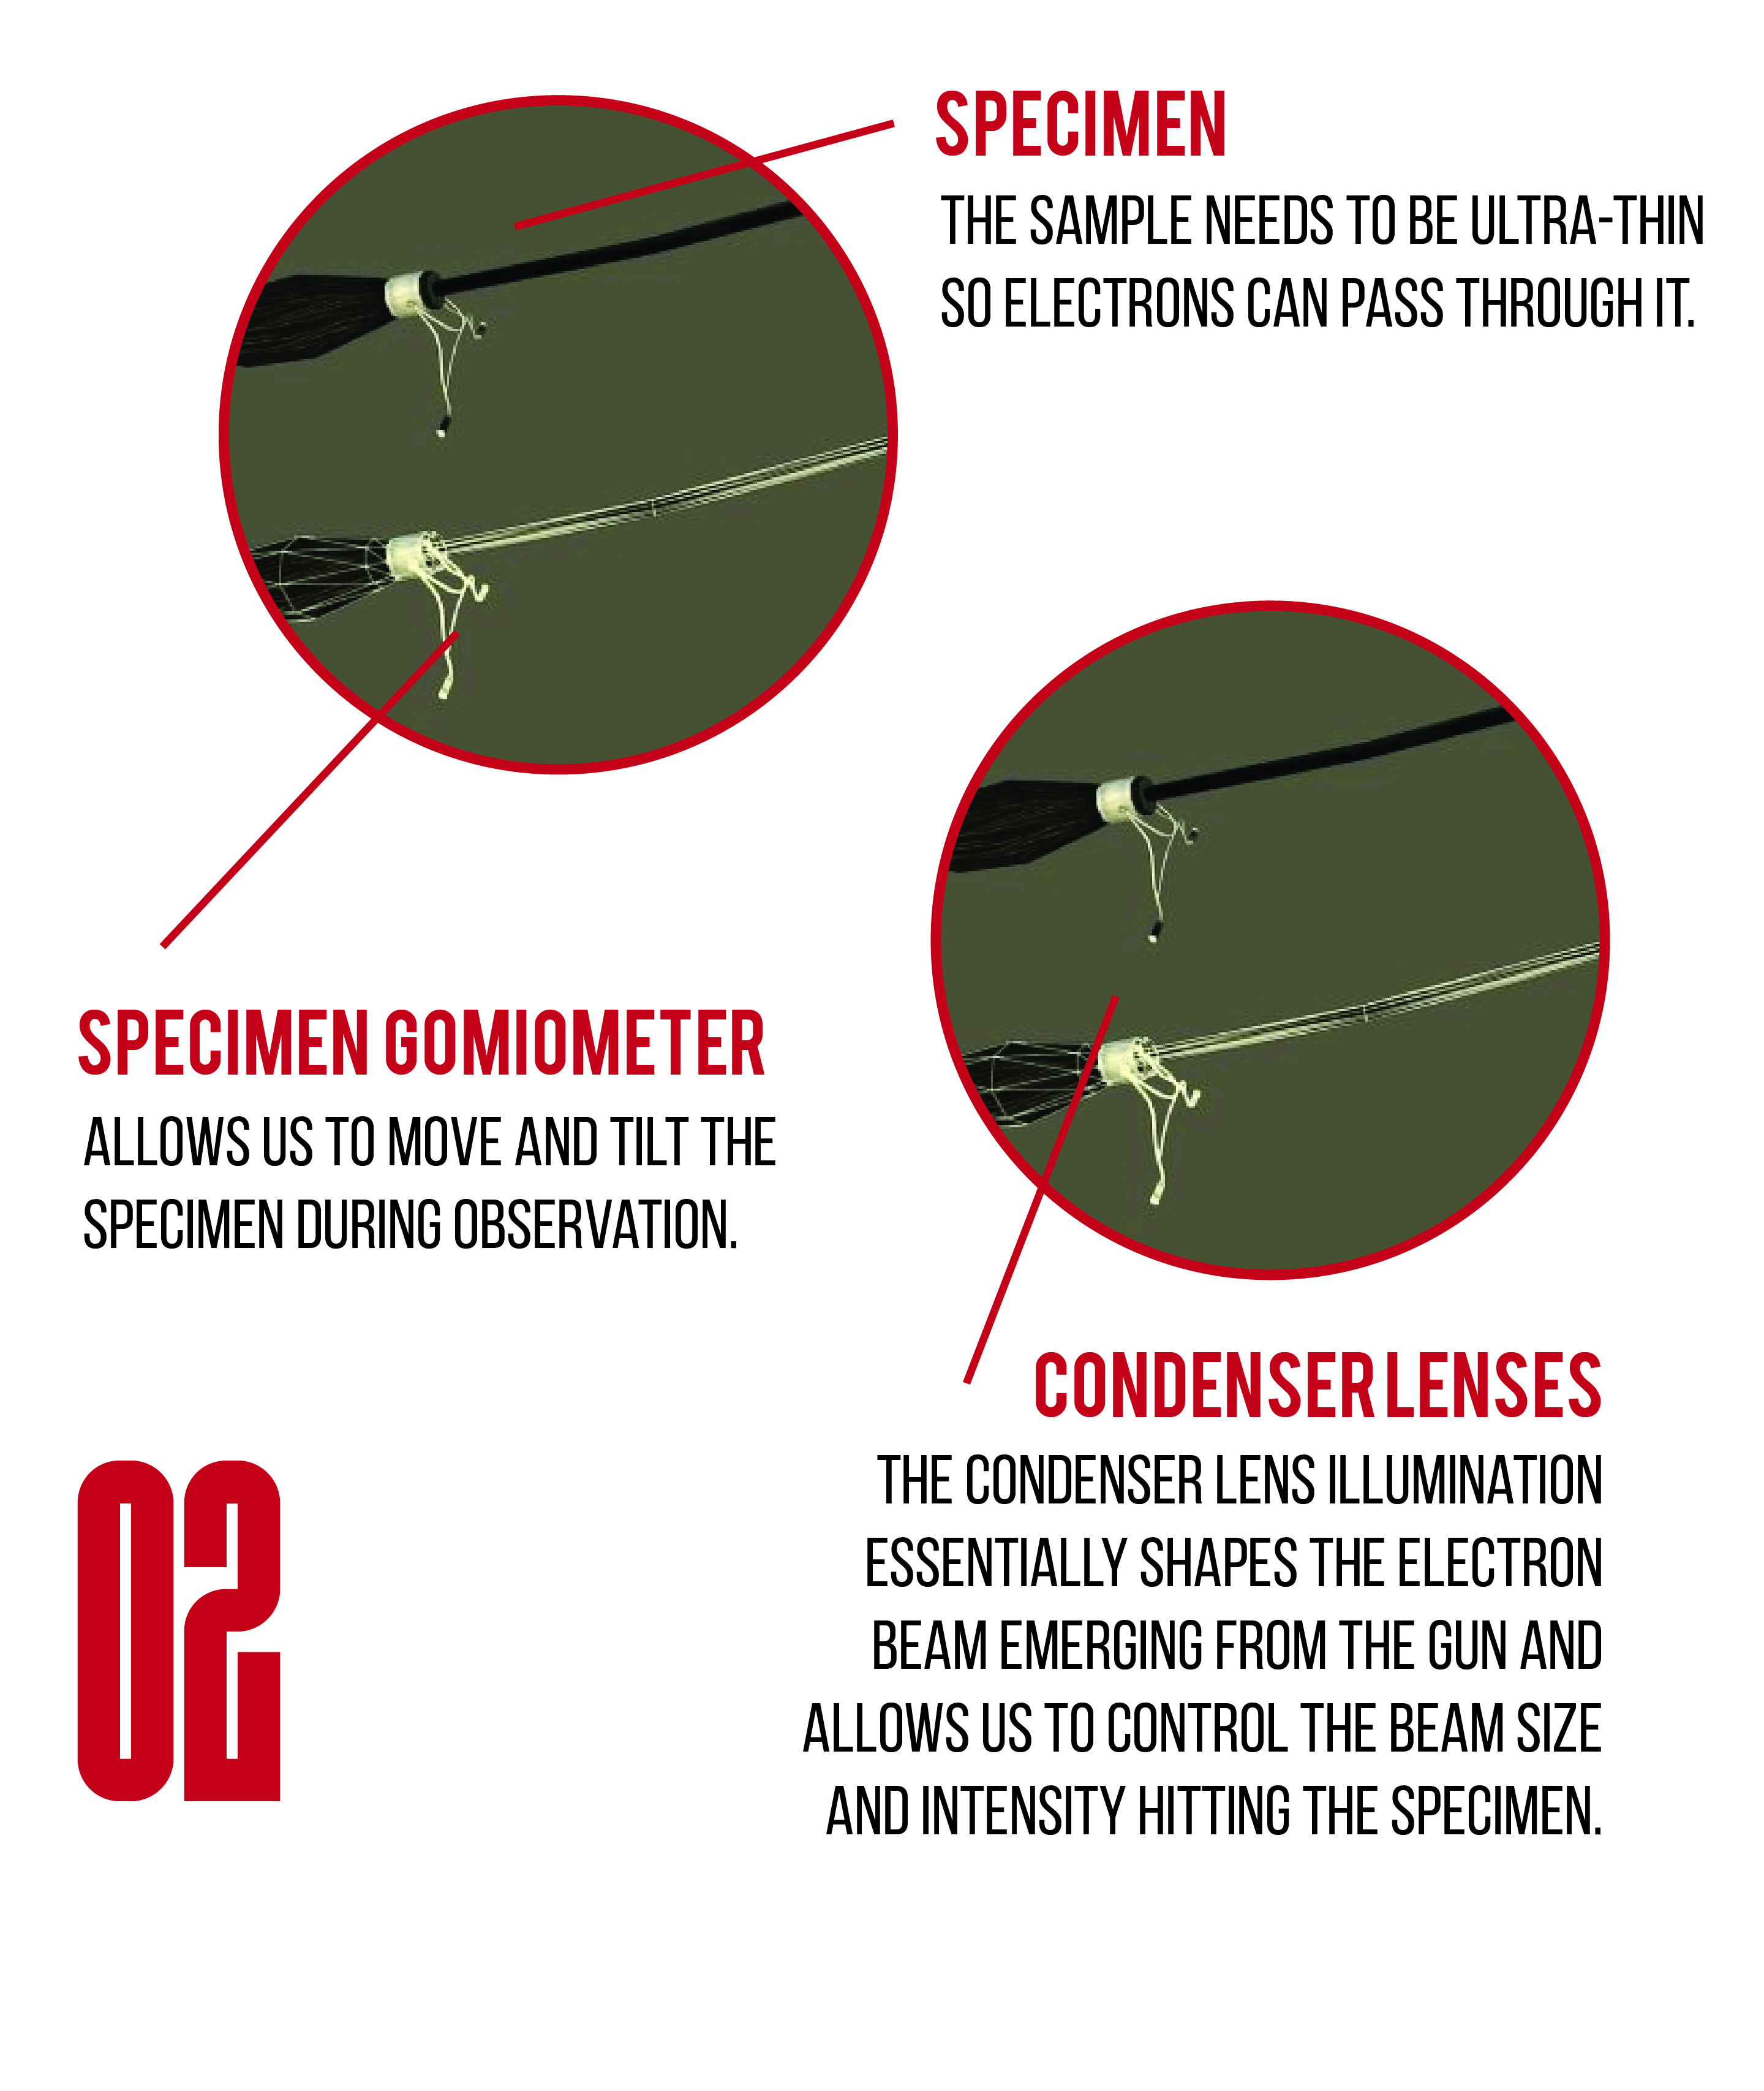 SPECIMEN
THE SAMPLE NEEDS TO BE ULTRA-THIN
SO ELECTRONS CAN PASS THROUGH IT.
SPECIMEN GOMIOMETER
ALLOWS US TO MOVE AND TILT THE
SPECIMEN DURING OBSERVATION.
CONDENSER LENSES
THE CONDENSER LENS ILLUMINATION
ESSENTIALLY SHAPES THE ELECTRON
BEAM EMERGING FROM THE GUN AND
ALLOWS US TO CONTROL THE BEAM SIZE
AND INTENSITY HITTING THE SPECIMEN.
02